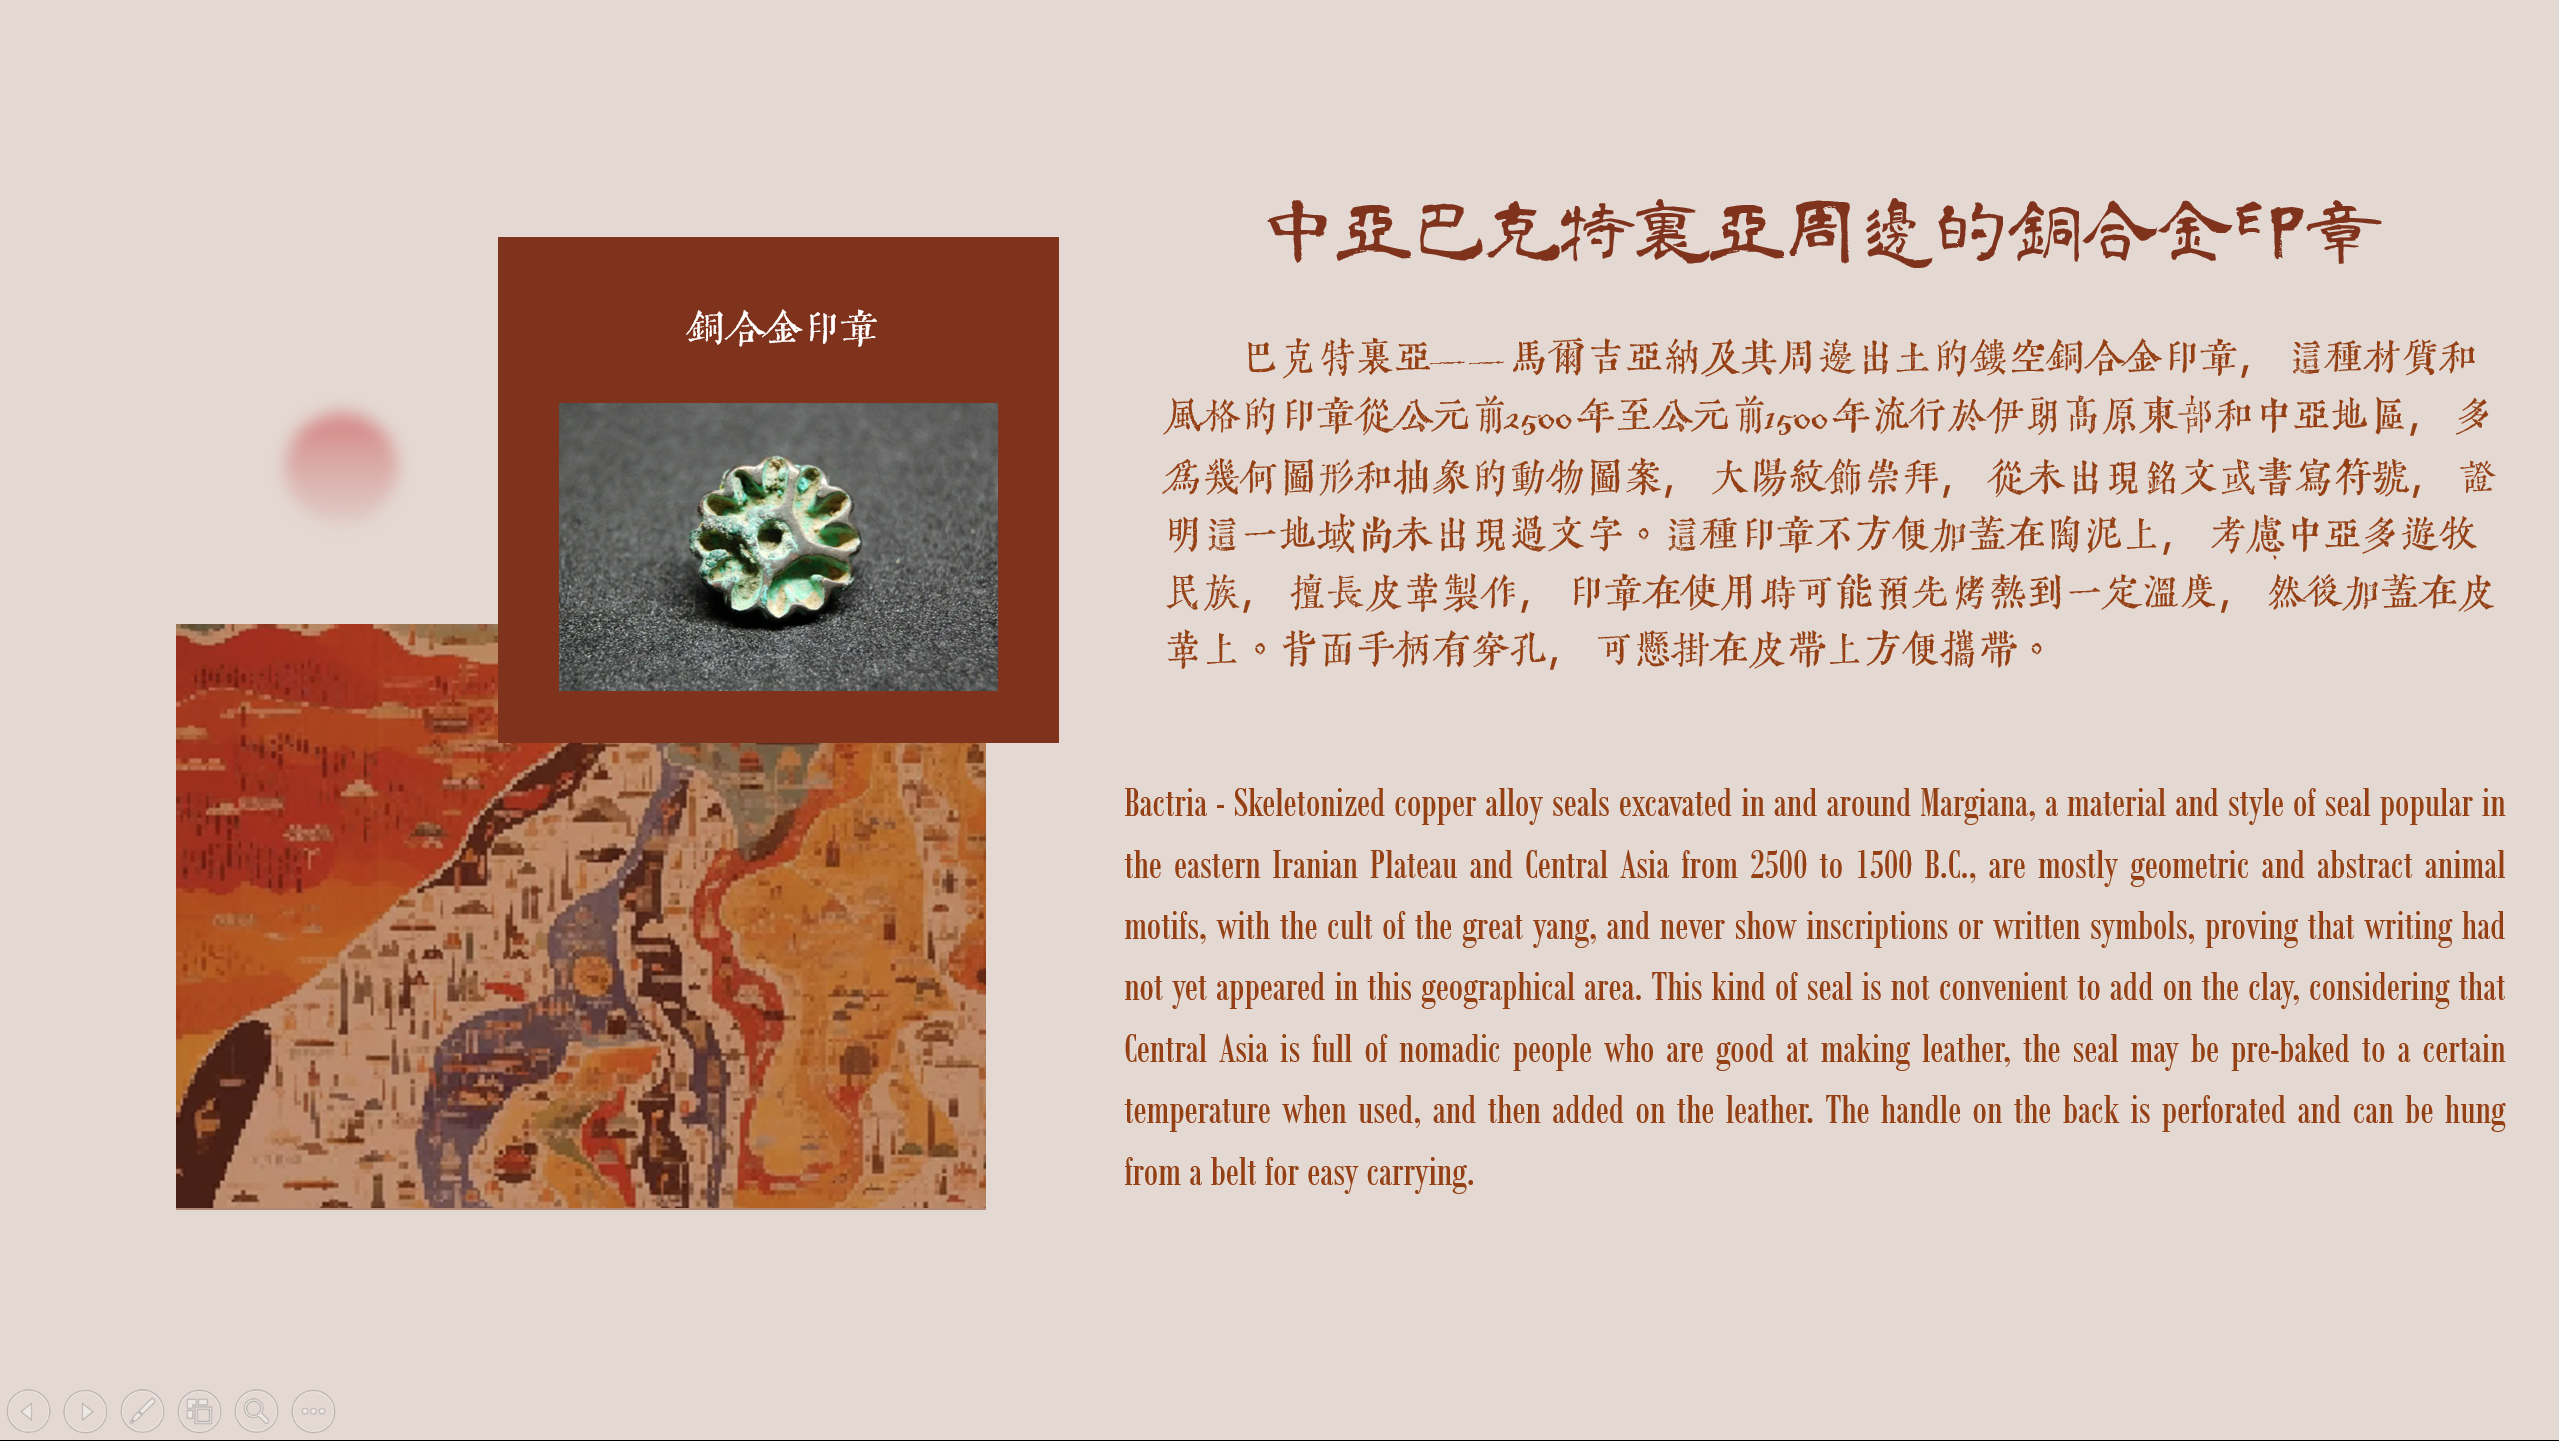 銅合金印章
中亞巴克特裏亞周邊的銅合金印章
巴克特裏亞——馬爾吉亞納及其周邊出土的鏤空銅合金印章，這種材質和
風格的印章從公元前2500年至公元前1500年流行於伊朗高原東部和中亞地區，多
爲幾何圖形和抽象的動物圖案，大陽紋飾崇拜，從未出現銘文或書寫符號，證
明這一地域尚未出現過文字。這種印章不方便加蓋在陶泥上，考慮中亞多遊牧
民族，擅長皮革製作，印章在使用時可能預先烤熱到一定溫度，然後加蓋在皮
革上。背面手柄有穿孔，可懸掛在皮帶上方便攜帶。
Bactria - Skeletonized copper alloy seals excavated in and around Margiana, a material and style of seal popular in
the eastern Iranian Plateau and Central Asia from 2500 to 1500 B.C., are mostly geometric and abstract animal
motifs, with the cult of the great yang, and never show inscriptions or written symbols, proving that writing had
not yet appeared in this geographical area. This kind of seal is not convenient to add on the clay, considering that
Central Asia is full of nomadic people who are good at making leather, the seal may be pre-baked to a certain
temperature when used, and then added on the leather. The handle on the back is perforated and can be hung
from a belt for easy carrying.